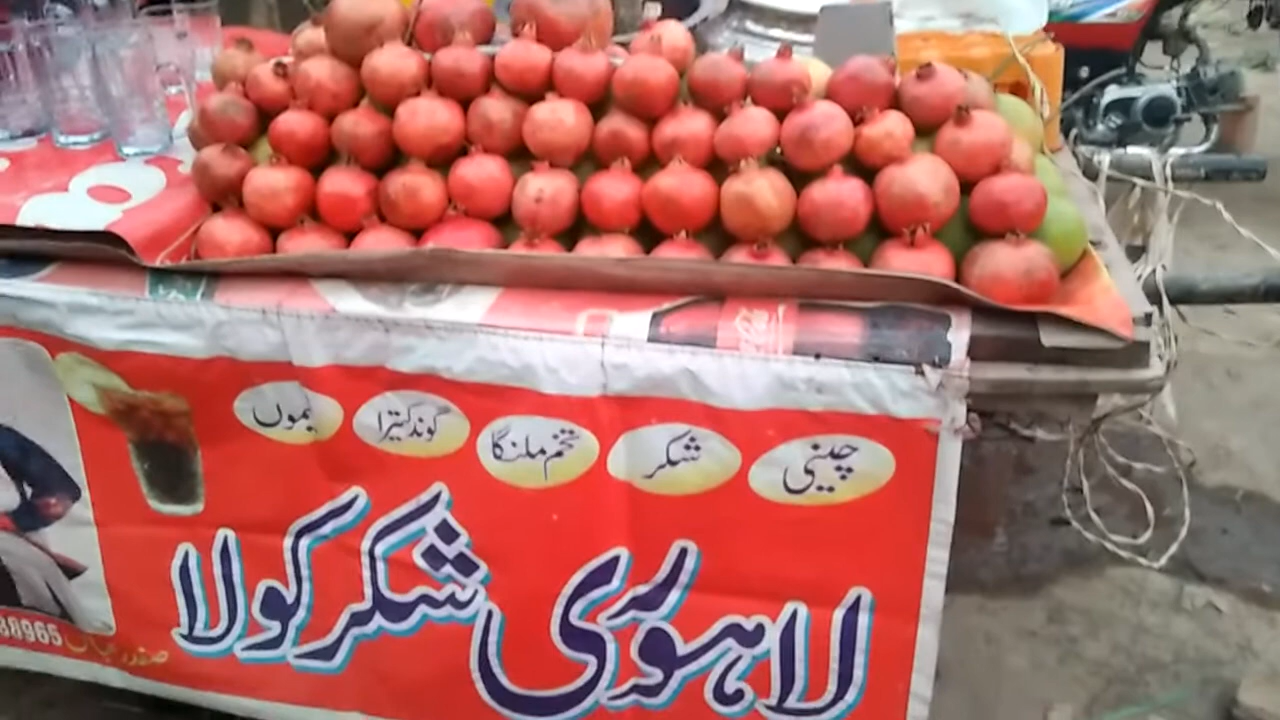 چینی شکر تخم ملنگا گوند کتیرا لیموں
لاہوری شکر کولا
88965